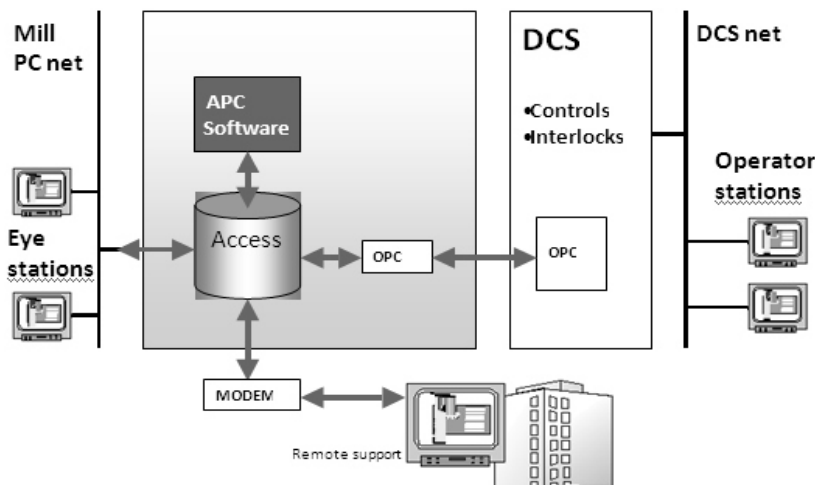 Mill
PC net
DCS
DCS net
APC
Software
•Controls
•Interlocks
Operator
stations
Eye
stations
Access
OPC
OPC
MODEM
Remote support